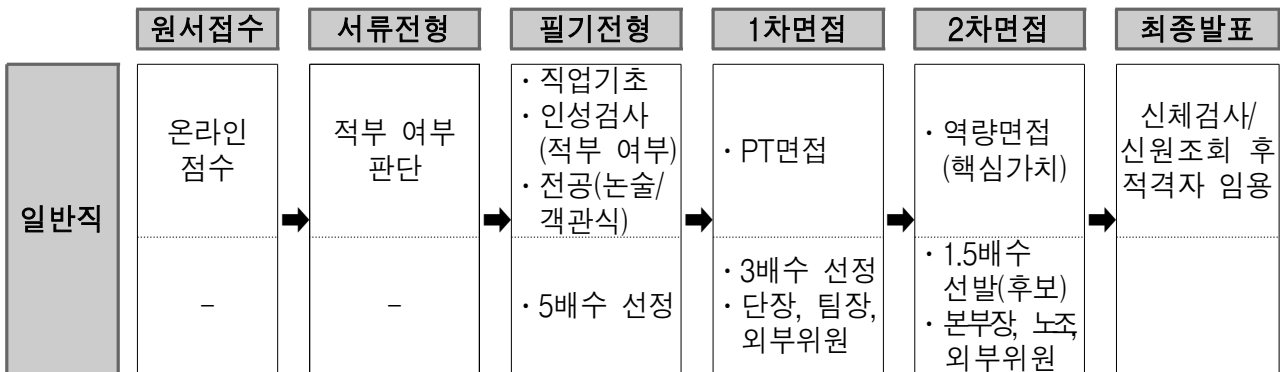 원서접수
서류전형
필기전형
1차면접
2차면접
최종발표
일반직
온라인
점수
적부 여부
판단
· 직업기초
· 인성검사
(적부 여부)
· 전공(논술/
객관식)
· PT면접
· 역량면접
(핵심가치)
신체검사/
신원조회 후
적격자 임용
–
–
· 5배수 선정
· 3배수 선정
· 단장, 팀장,
외부위원
· 1.5배수
선발(후보)
· 본부장, 노조,
외부위원